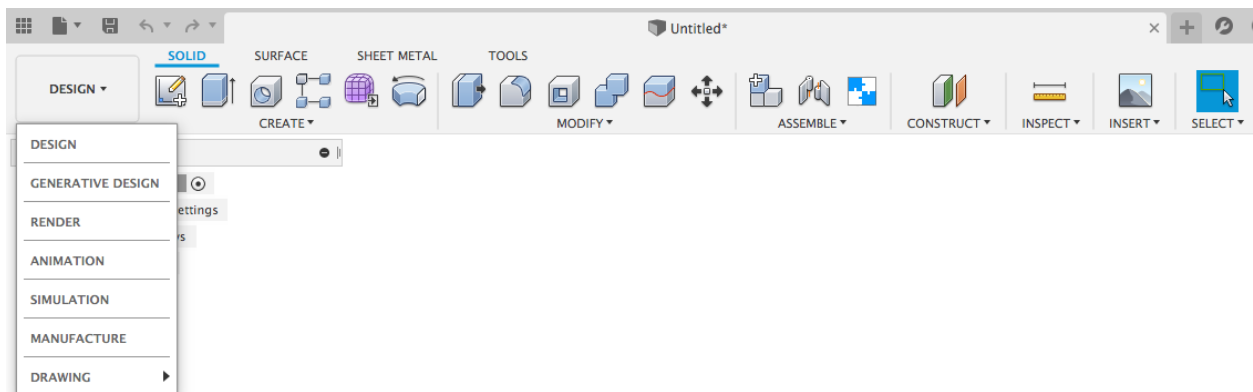 Untitled*
SOLID SURFACE SHEET METAL TOOLS
DESIGN
CREATE MODIFY ASSEMBLE CONSTRUCT INSPECT INSERT SELECT
DESIGN
GENERATIVE DESIGN
ettings
RENDER
s
ANIMATION
SIMULATION
MANUFACTURE
DRAWING